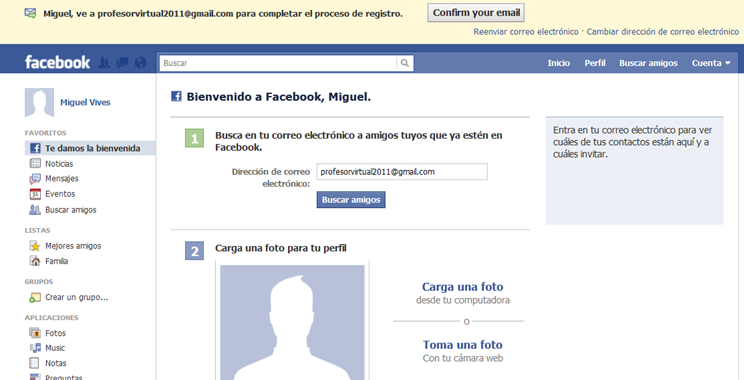 Miguel, ve a profesorvirtual2011@gmail.com para completar el proceso de registro.
Confirm your email
Reenviar correo electrónico · Cambiar dirección de correo electrónico
facebook
Buscar
Inicio
Perfil
Buscar amigos
Cuenta
Miguel Vives
FAVORITOS
Te damos la bienvenida
Noticias
Mensajes
31
Eventos
Buscar amigos
LISTAS
Mejores amigos
Familia
GRUPOS
Crear un grupo...
APLICACIONES
Fotos
Music
Notas
Preguntas
Bienvenido a Facebook, Miguel.
1
Busca en tu correo electrónico a amigos tuyos que ya estén en
Facebook.
Dirección de correo
electrónico:
profesorvirtual2011@gmail.com
Buscar amigos
2
Carga una foto para tu perfil
Carga una foto
desde tu computadora
o
Toma una foto
Con tu cámara web
Entra en tu correo electrónico para ver
cuáles de tus contactos están aquí y a
cuáles invitar.